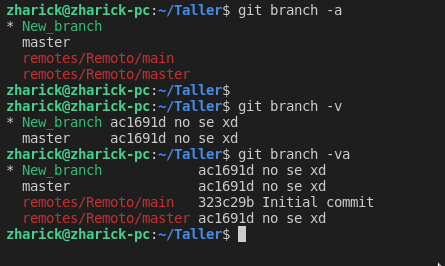 zharick@zharick-pc:~/Taller$ git branch -a
* New_branch
  master
  remotes/Remoto/main
  remotes/Remoto/master
zharick@zharick-pc:~/Taller$
zharick@zharick-pc:~/Taller$ git branch -v
* New_branch ac1691d no se xd
  master     ac1691d no se xd
zharick@zharick-pc:~/Taller$ git branch -va
* New_branch            ac1691d no se xd
  master                ac1691d no se xd
  remotes/Remoto/main   323c29b Initial commit
  remotes/Remoto/master ac1691d no se xd
zharick@zharick-pc:~/Taller$